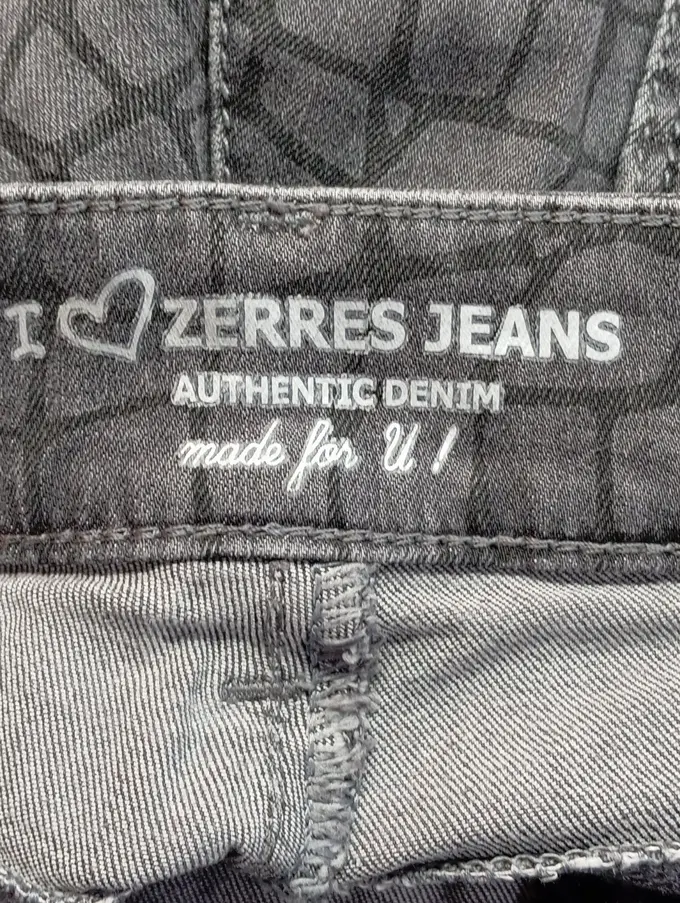 I ♡ ZERRES JEANS
AUTHENTIC DENIM
made for U !